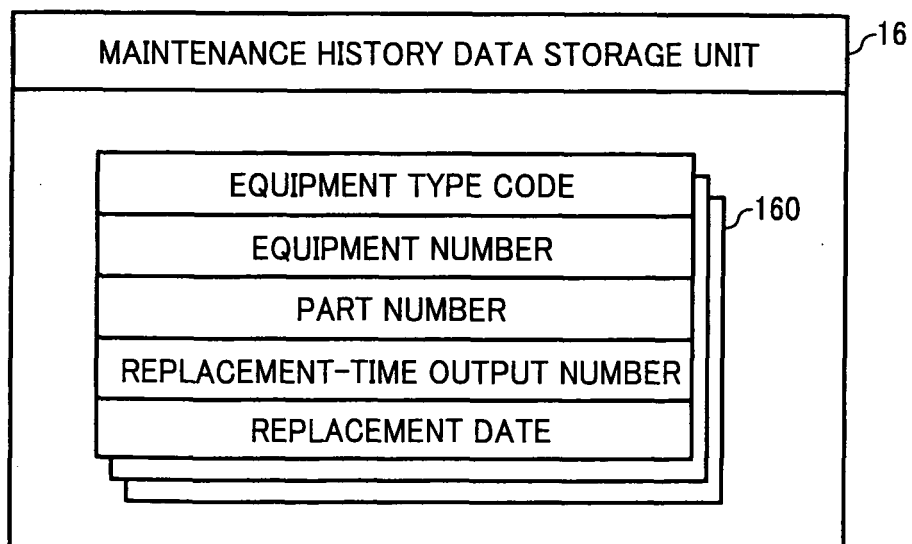 MAINTENANCE HISTORY DATA STORAGE UNIT
16
EQUIPMENT TYPE CODE
160
EQUIPMENT NUMBER
PART NUMBER
REPLACEMENT-TIME OUTPUT NUMBER
REPLACEMENT DATE